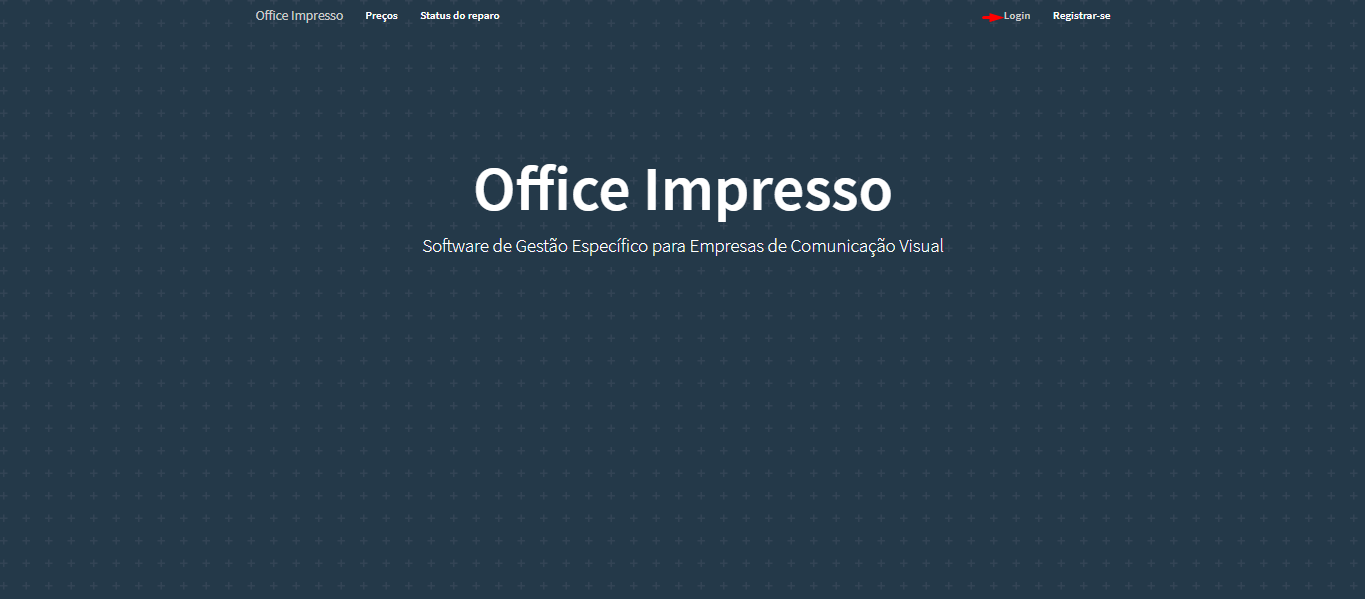 Office Impresso Preços Status do reparo Login Registrar-se
Office Impresso
Software de Gestão Específico para Empresas de Comunicação Visual